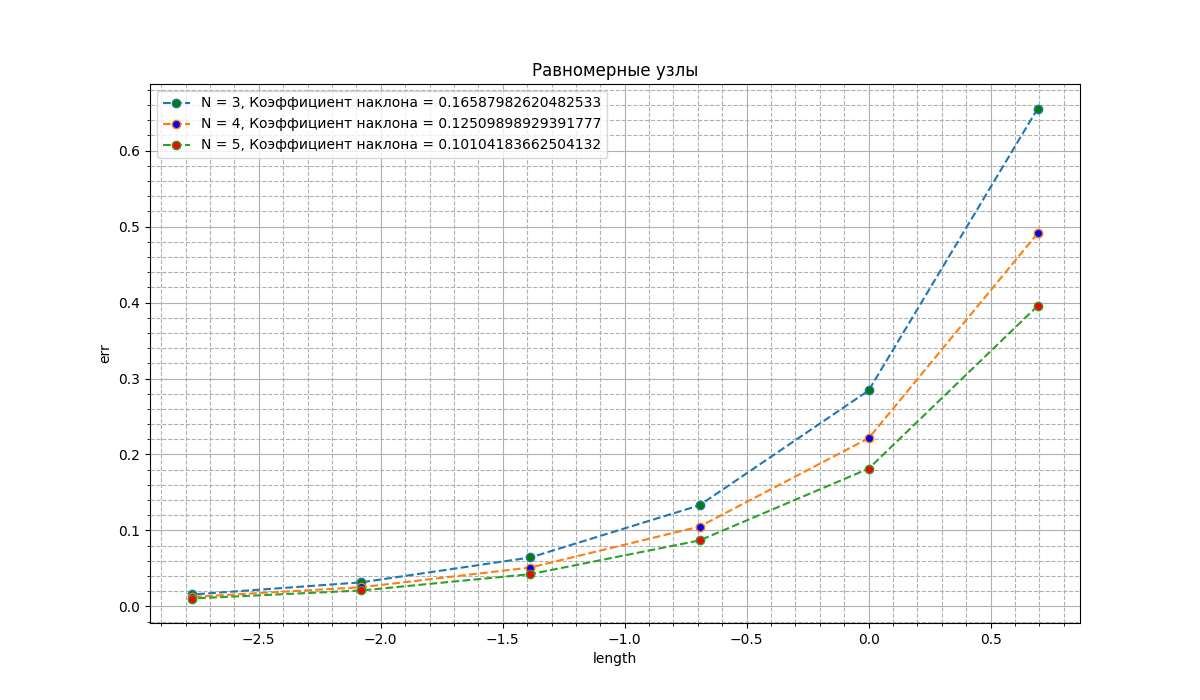 Равномерные узлы
N = 3, Коэффициент наклона = 0.16587982620482533
N = 4, Коэффициент наклона = 0.12509898929391777
N = 5, Коэффициент наклона = 0.10104183662504132
0.6
0.5
0.4
0.3
0.2
0.1
0.0
err
−2.5 −2.0 −1.5 −1.0 −0.5 0.0 0.5
length